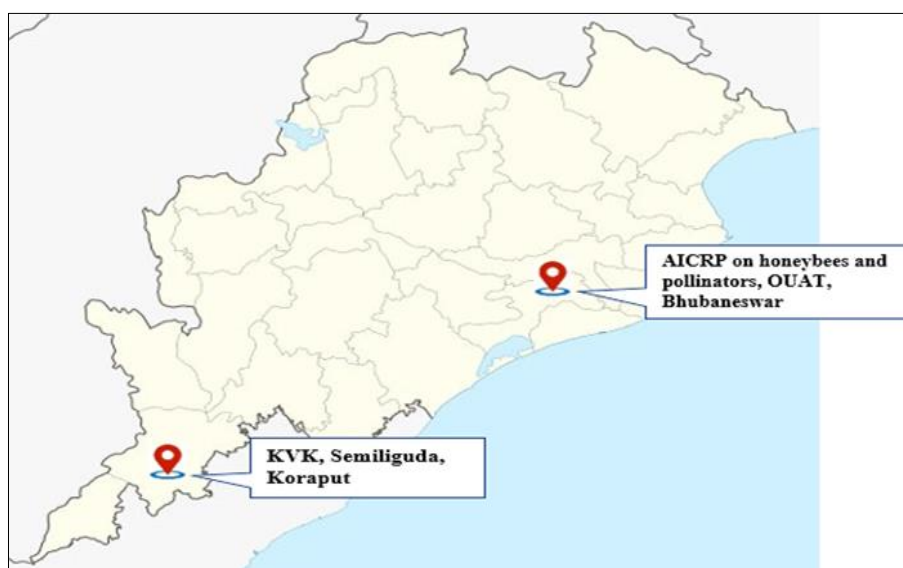 AICRP on honeybees and
pollinators, OUAT,
Bhubaneswar
KVK, Semiliguda,
Koraput